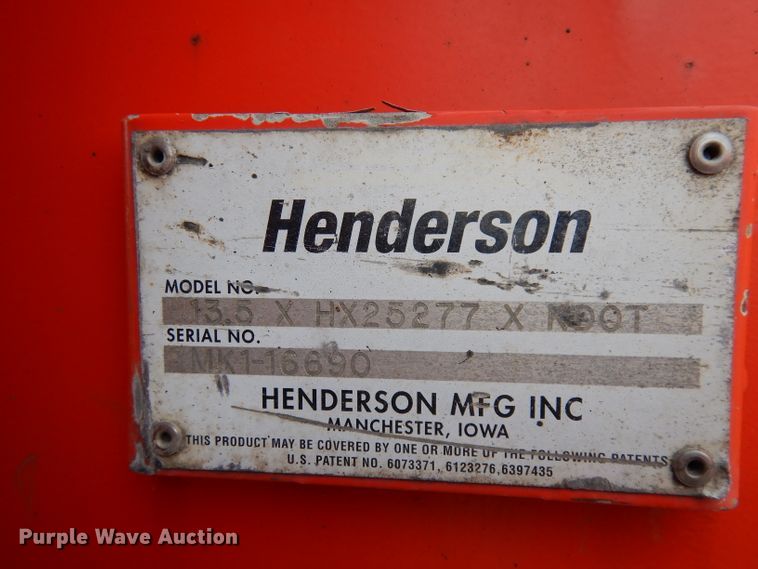 Henderson
MODEL NO.
13.5 X HX25277 X NOOT
SERIAL NO.
MK1-16690
HENDERSON MFG INC
MANCHESTER, IOWA
THIS PRODUCT MAY BE COVERED BY ONE OR MORE OF THE FOLLOWING PATENTS
U.S. PATENT NO. 6073371, 6123276,6397435
Purple Wave Auction